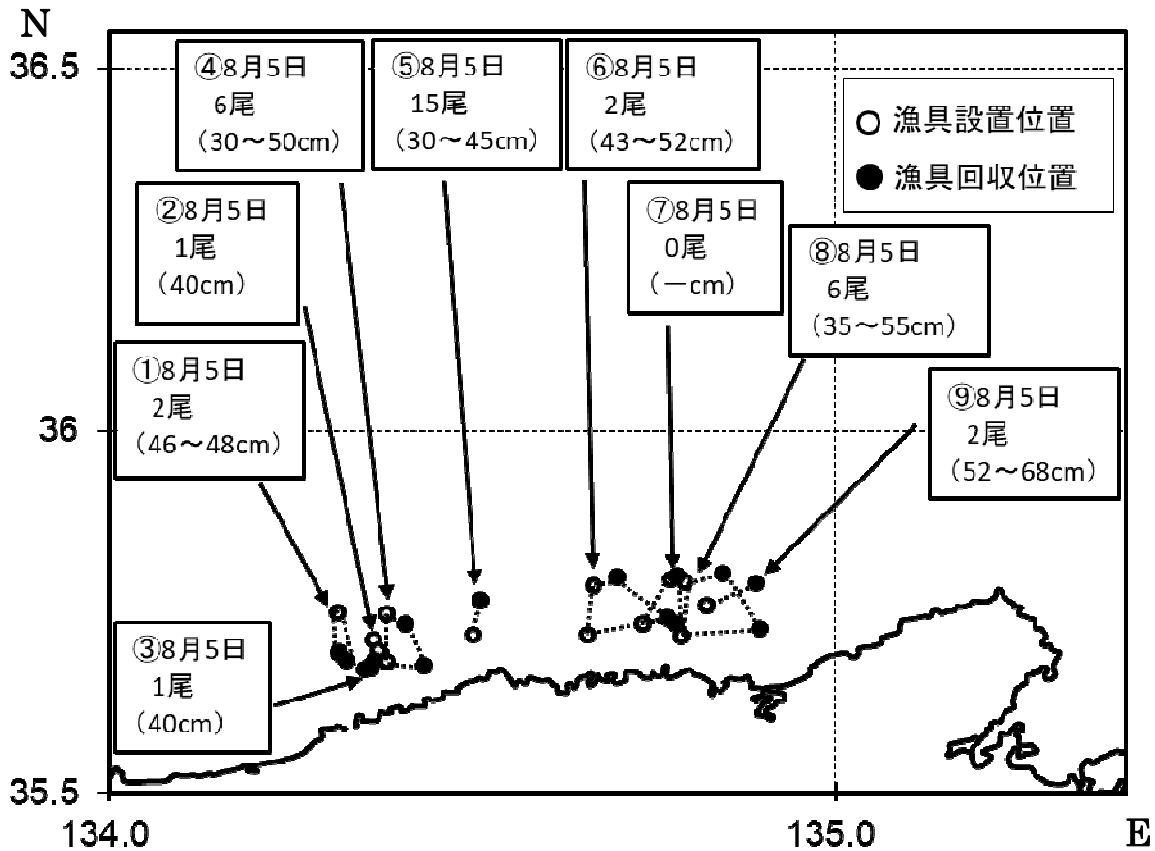 N
36.5
④8月5日
6尾
（30～50cm）
⑤8月5日
15尾
（30～45cm）
⑥8月5日
2尾
（43～52cm）
漁具設置位置
漁具回収位置
②8月5日
1尾
（40cm）
⑦8月5日
0尾
（－cm）
⑧8月5日
6尾
（35～55cm）
①8月5日
2尾
（46～48cm）
⑨8月5日
2尾
（52～68cm）
36
③8月5日
1尾
（40cm）
35.5
134.0
135.0
E